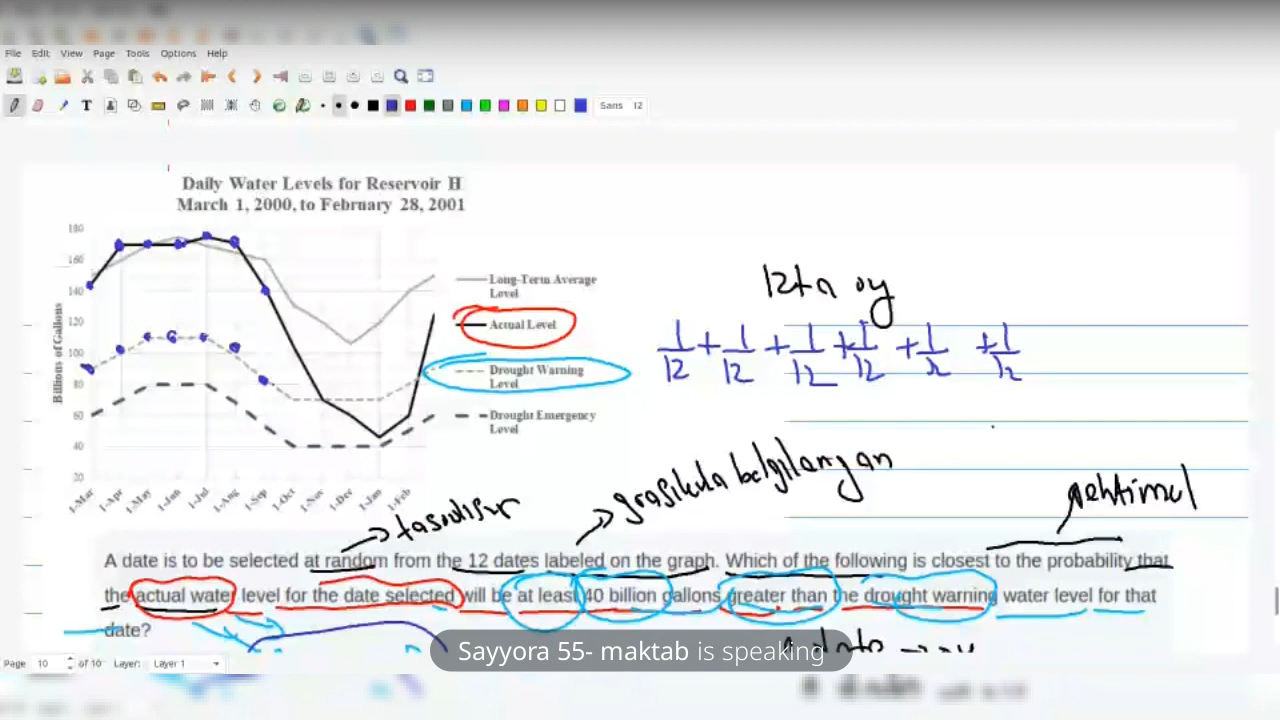 File Edit View Page Tools Options Help
Sans 12
Daily Water Levels for Reservoir H
March 1, 2000, to February 28, 2001
Billions of Gallons
180
160
140
120
100
80
60
40
20
1-Mar 1-Apr 1-May 1-Jun 1-Jul 1-Aug 1-Sep 1-Oct 1-Nov 1-Dec 1-Jan 1-Feb
Long-Term Average
Level
Actual Level
Drought Warning
Level
Drought Emergency
Level
12ta oy
1/12 + 1/12 + 1/12 + 1/12 + 1/12 + 1/12
grafikda belgilangan
ehtimol
A date is to be selected at random from the 12 dates labeled on the graph. Which of the following is closest to the probability that
the actual water level for the date selected will be at least 40 billion gallons greater than the drought warning water level for that
date?
Sayyora 55- maktab is speaking
Page 10 of 10 Layer: Layer 1